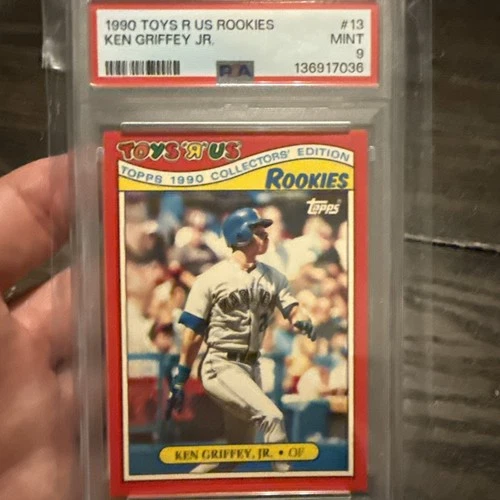 1990 TOYS R US ROOKIES #13
KEN GRIFFEY JR. MINT
9
PSA 136917036
TOYS "R" US
TOPPS 1990 COLLECTORS' EDITION
ROOKIES
Topps
KEN GRIFFEY, JR. • OF